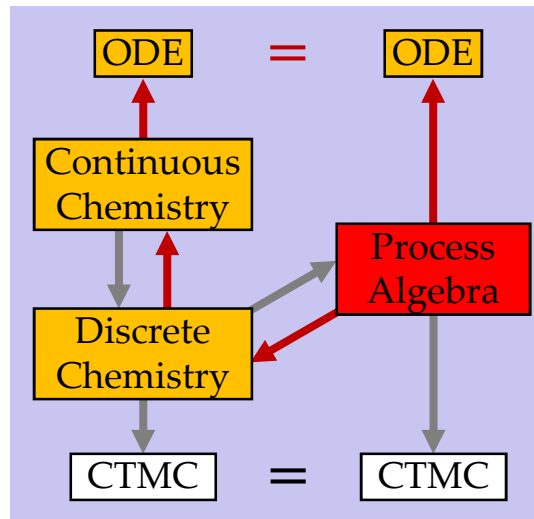 ODE = ODE
Continuous
Chemistry
Process
Algebra
Discrete
Chemistry
CTMC = CTMC